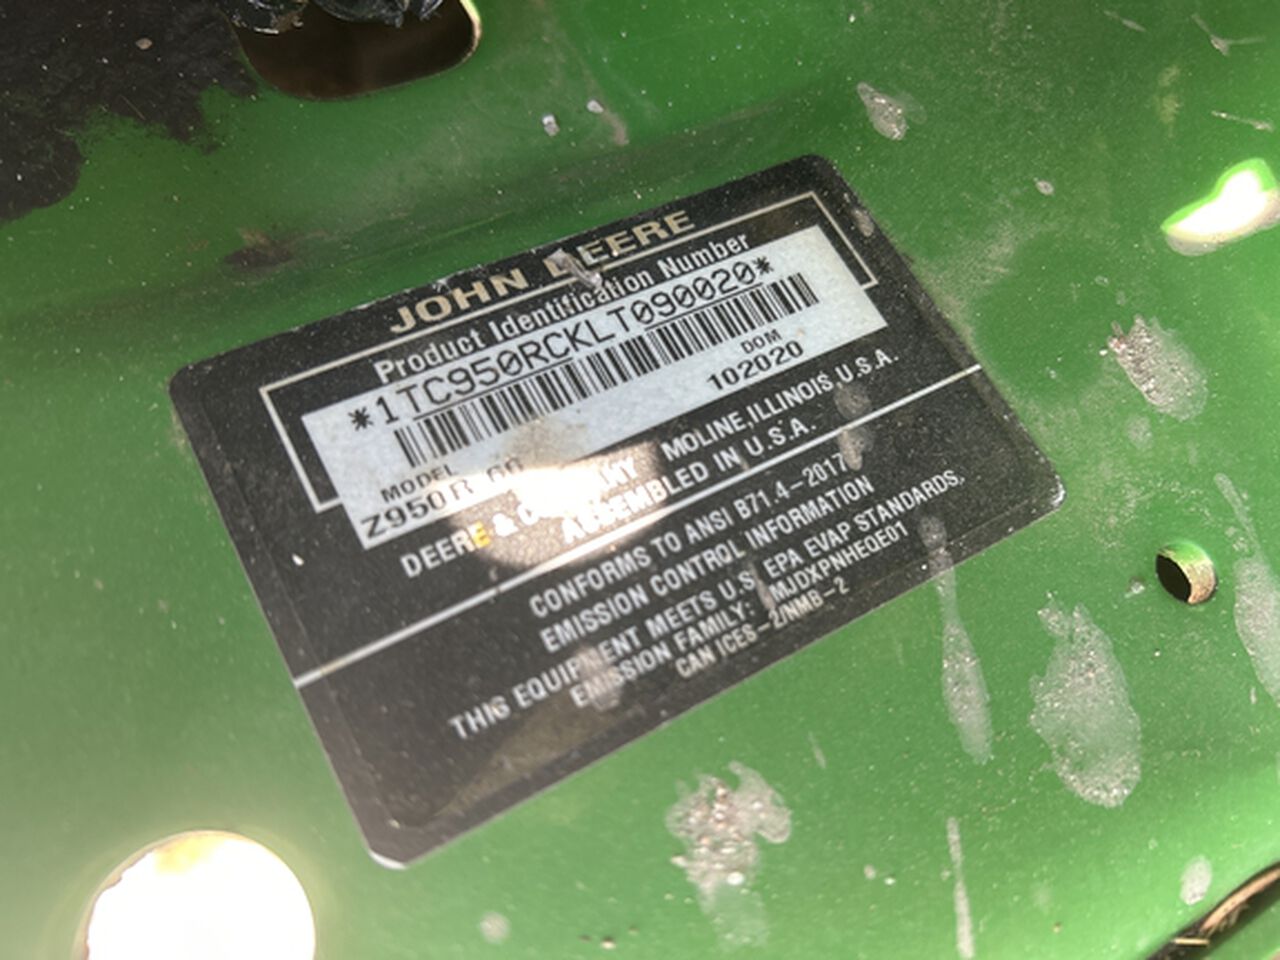 JOHN DEERE
Product Identification Number
*1TC950RCKLT090020*
MODEL DOM
Z950R 60 102020
DEERE & COMPANY MOLINE, ILLINOIS U.S.A.
ASSEMBLED IN U.S.A.
CONFORMS TO ANSI B71.4-2017
EMISSION CONTROL INFORMATION
THIS EQUIPMENT MEETS U.S. EPA EVAP STANDARDS,
EMISSION FAMILY: MJDXPNHEQE01
CAN ICES-2/NMB-2